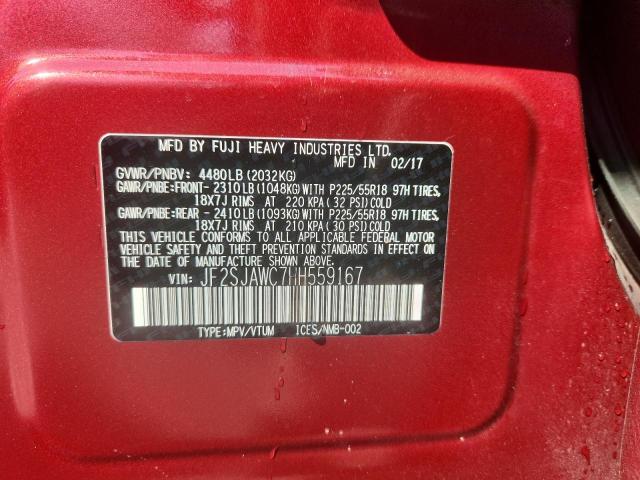 MFD BY FUJI HEAVY INDUSTRIES LTD.
MFD IN 02/17
GVWR/PNBV: 4480LB(2032KG)
GAWR/PNBE:FRONT-2310LB(1048KG)WITH P225/55R18 97H TIRES,
18X7J RIMS AT 220 KPA(32 PSI)COLD
GAWR/PNBE:REAR -2410LB(1093KG)WITH P225/55R18 97H TIRES,
18X7J RIMS AT 210 KPA(30 PSI)COLD
THIS VEHICLE CONFORMS TO ALL APPLICABLE FEDERAL MOTOR
VEHICLE SAFETY AND THEFT PREVENTION STANDARDS IN EFFECT
ON THE DATE OF MANUFACTURE SHOWN ABOVE.
VIN: JF2SJAWC7HH559167
TYPE:MPV/VTUM ICES/NMB-002